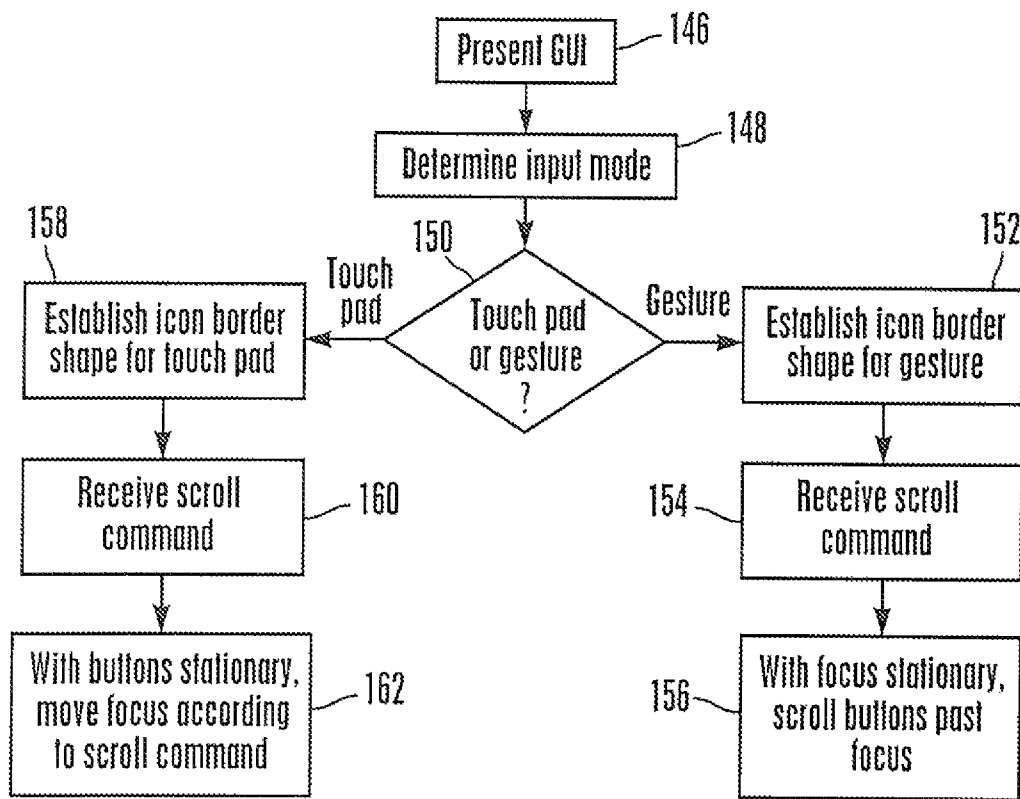 Present GUI
146
Determine input mode
148
150
Touch pad
or gesture
?
Touch
pad
Gesture
158
Establish icon border
shape for touch pad
Receive scroll
command
160
With buttons stationary,
move focus according
to scroll command
162
152
Establish icon border
shape for gesture
154
Receive scroll
command
156
With focus stationary,
scroll buttons past
focus